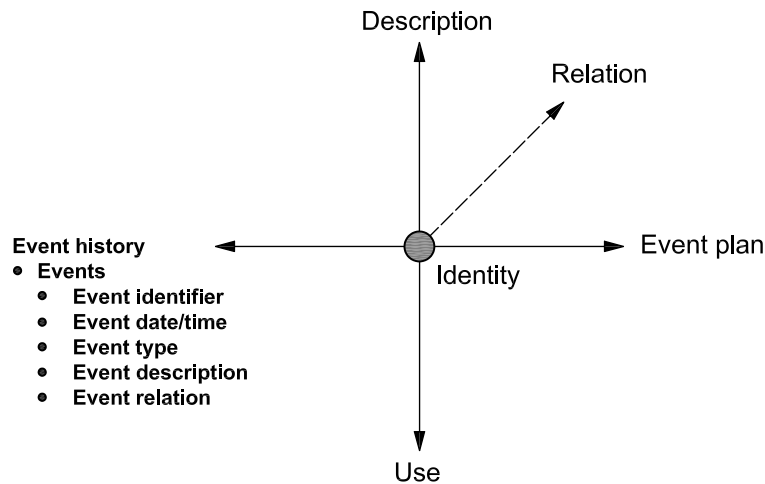 Description
Relation
Event history
Event plan
Identity
• Events
• Event identifier
• Event date/time
• Event type
• Event description
• Event relation
Use